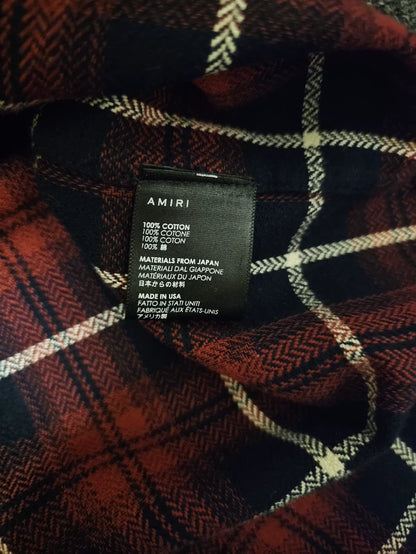 AMIRI
100% COTTON
100% COTONE
100% COTON
100% 綿
MATERIALS FROM JAPAN
MATERIALI DAL GIAPPONE
MATÉRIAUX DU JAPON
日本からの材料
MADE IN USA
FATTO IN STATI UNITI
FABRIQUÉ AUX ÉTATS-UNIS
アメリカ製